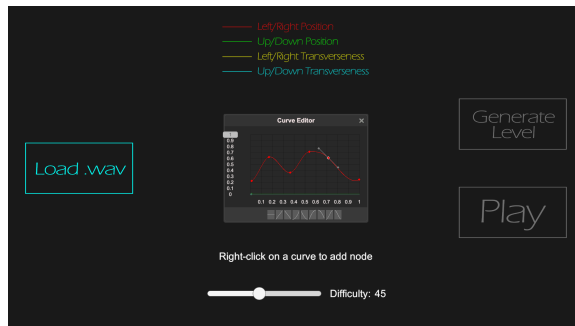 Left/Right Position
Up/Down Position
Left/Right Transverseness
Up/Down Transverseness
Load .wav
Curve Editor
×
1
0.9
0.8
0.7
0.6
0.5
0.4
0.3
0.2
0.1
0
0.1 0.2 0.3 0.4 0.5 0.6 0.7 0.8 0.9 1
Generate
Level
Play
Right-click on a curve to add node
Difficulty: 45